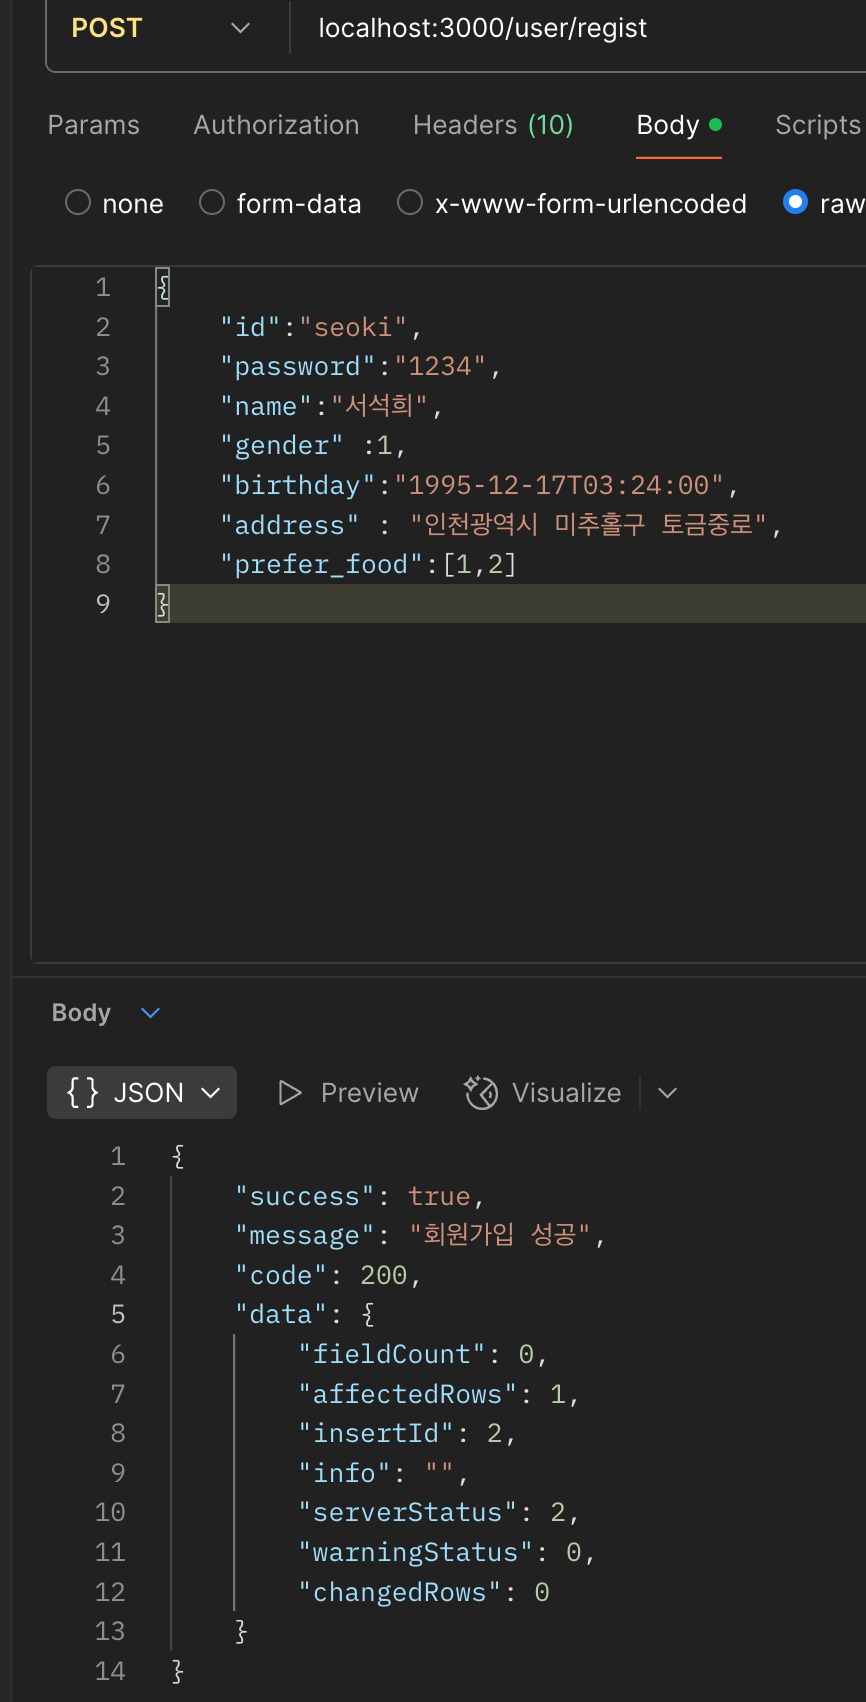 POST localhost:3000/user/regist
Params Authorization Headers (10) Body Scripts
none form-data x-www-form-urlencoded raw
1 {
2 "id":"seoki",
3 "password":"1234",
4 "name":"서석희",
5 "gender" :1,
6 "birthday":"1995-12-17T03:24:00",
7 "address" : "인천광역시 미추홀구 토금중로",
8 "prefer_food":[1,2]
9 }
Body
{ } JSON Preview Visualize
1 {
2 "success": true,
3 "message": "회원가입 성공",
4 "code": 200,
5 "data": {
6 "fieldCount": 0,
7 "affectedRows": 1,
8 "insertId": 2,
9 "info": "",
10 "serverStatus": 2,
11 "warningStatus": 0,
12 "changedRows": 0
13 }
14 }